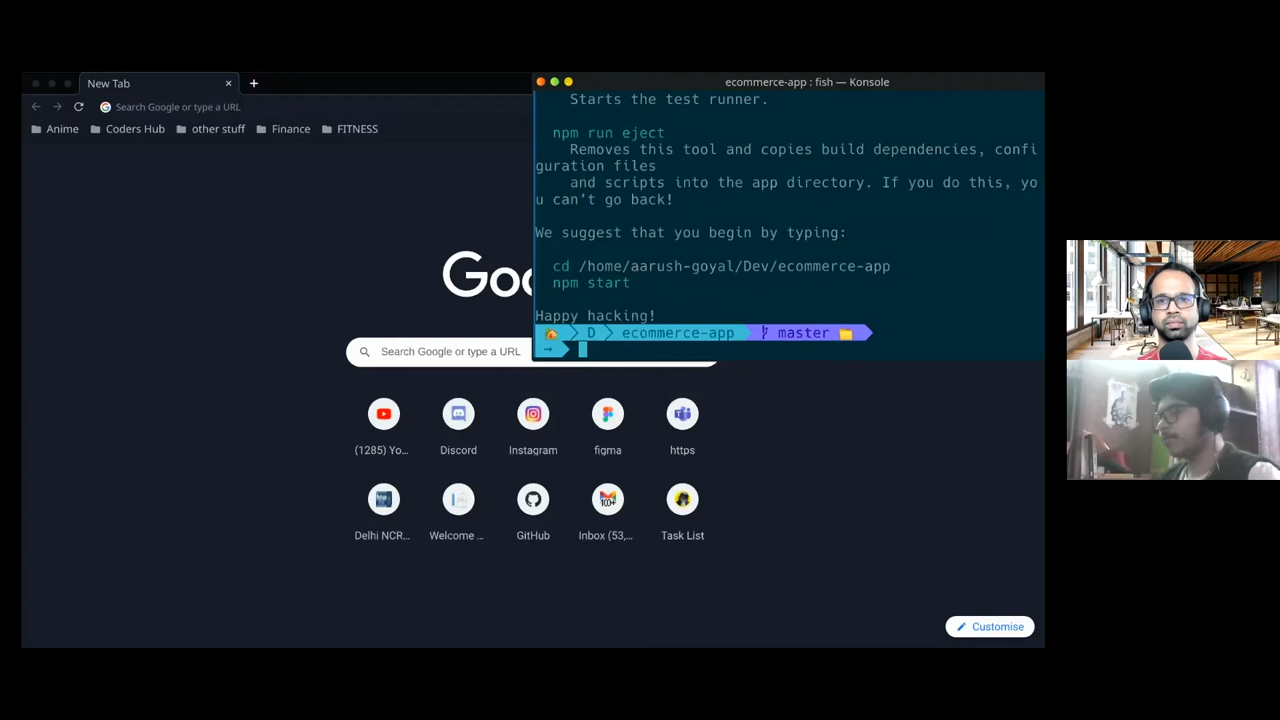 New Tab
Search Google or type a URL
Anime
Coders Hub
other stuff
Finance
FITNESS
Goo
Search Google or type a URL
(1285) Yo...
Discord
Instagram
figma
https
Delhi NCR...
Welcome ...
GitHub
Inbox (53,...
Task List
Customise
ecommerce-app : fish — Konsole
Starts the test runner.
npm run eject
Removes this tool and copies build dependencies, confi
guration files
and scripts into the app directory. If you do this, yo
u can't go back!
We suggest that you begin by typing:
cd /home/aarush-goyal/Dev/ecommerce-app
npm start
Happy hacking!
D ecommerce-app master
→